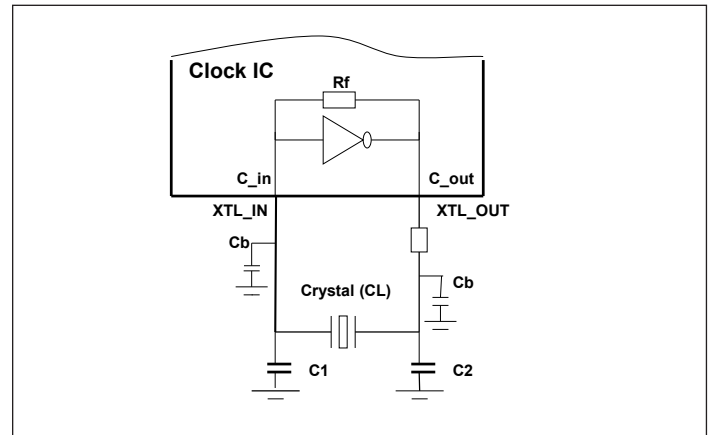 Clock IC
Rf
C_in
C_out
XTL_IN
XTL_OUT
Cb
Cb
Crystal (CL)
C1
C2